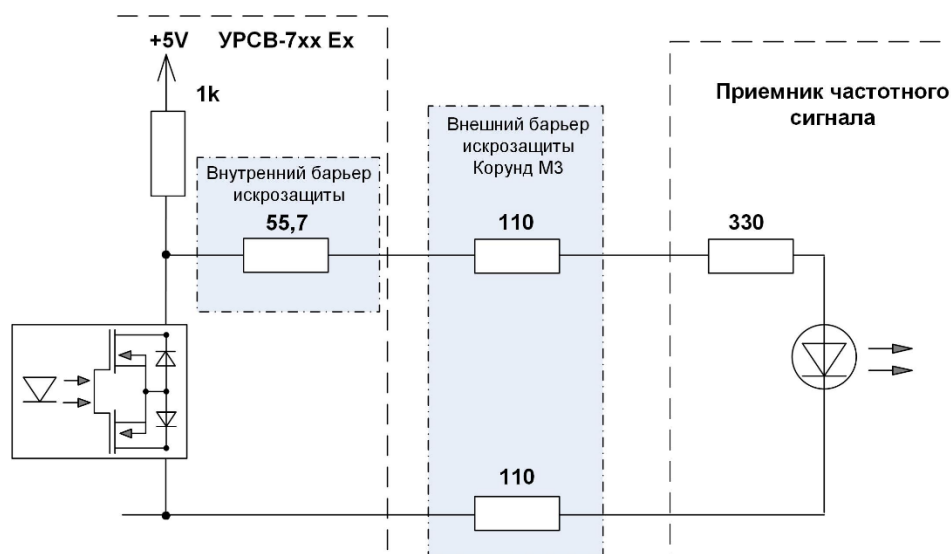 +5V
УРСВ-7xx Ex
1k
Внутренний барьер
искрозащиты
55,7
Внешний барьер
искрозащиты
Корунд М3
110
Приемник частотного
сигнала
330
110